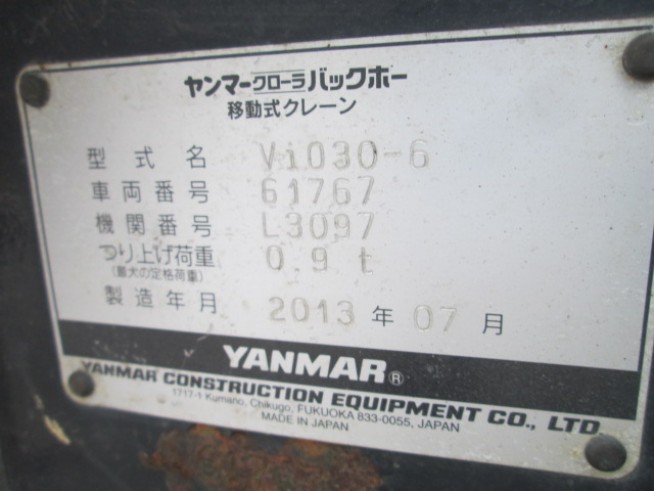 ヤンマークローラバックホー
移動式クレーン
型式名 Vi030-6
車両番号 61767
機関番号 L3097
つり上げ荷重 0.9 t
(最大の定格荷重)
製造年月 2013 年 07 月
YANMAR®
YANMAR CONSTRUCTION EQUIPMENT CO., LTD.
1717-1 Kumano, Chikugo, FUKUOKA 833-0055, JAPAN
MADE IN JAPAN